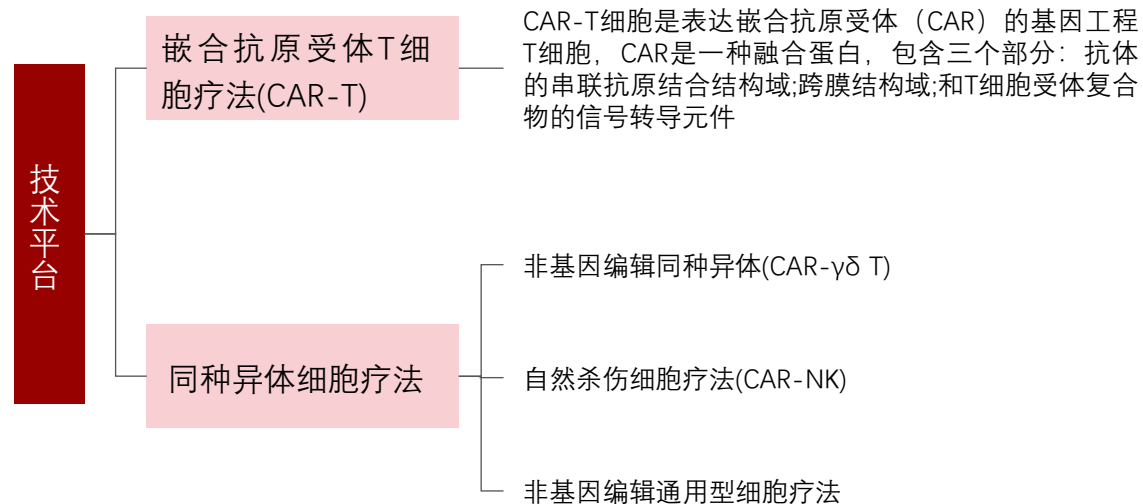 技术平台
嵌合抗原受体T细
胞疗法(CAR-T)
CAR-T细胞是表达嵌合抗原受体（CAR）的基因工程
T细胞，CAR是一种融合蛋白，包含三个部分：抗体
的串联抗原结合结构域;跨膜结构域;和T细胞受体复合
物的信号转导元件
同种异体细胞疗法
非基因编辑同种异体(CAR-γδ T)
自然杀伤细胞疗法(CAR-NK)
非基因编辑通用型细胞疗法